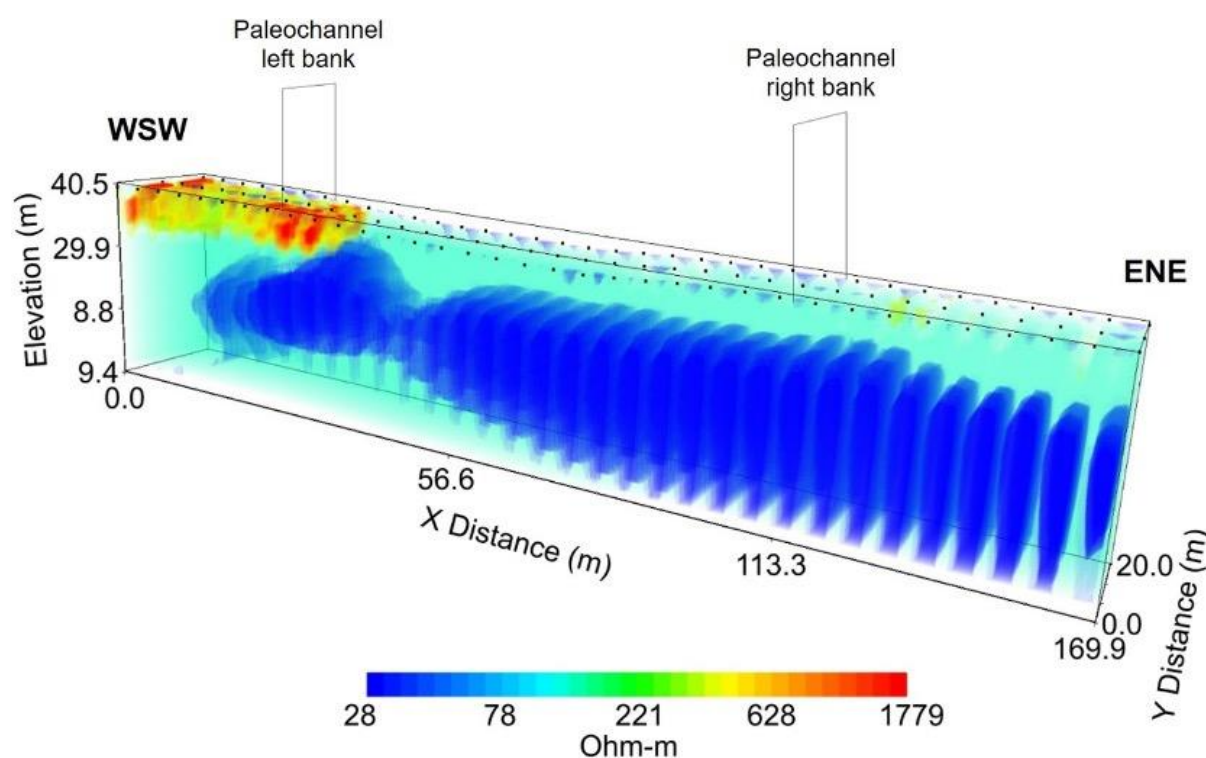 Paleochannel
left bank
Paleochannel
right bank
WSW
ENE
40.5
29.9
8.8
9.4
Elevation (m)
0.0
56.6
113.3
169.9
X Distance (m)
20.0
0.0
Y Distance (m)
28 78 221 628 1779
Ohm-m